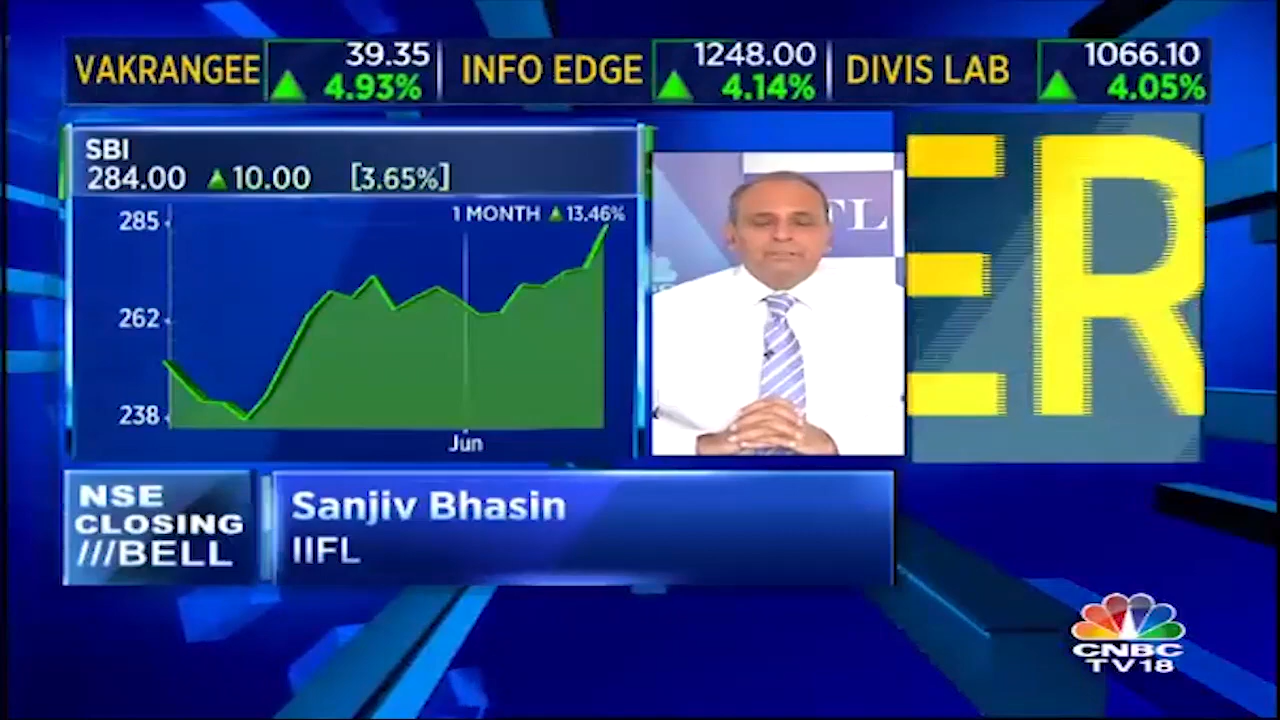 VAKRANGEE 39.35 ▲ 4.93% INFO EDGE 1248.00 ▲ 4.14% DIVIS LAB 1066.10 ▲ 4.05%
SBI
284.00 ▲10.00 [3.65%]
1 MONTH ▲13.46%
285
262
238
Jun
FL
ER
NSE
CLOSING
///BELL
Sanjiv Bhasin
IIFL
CNBC
TV18